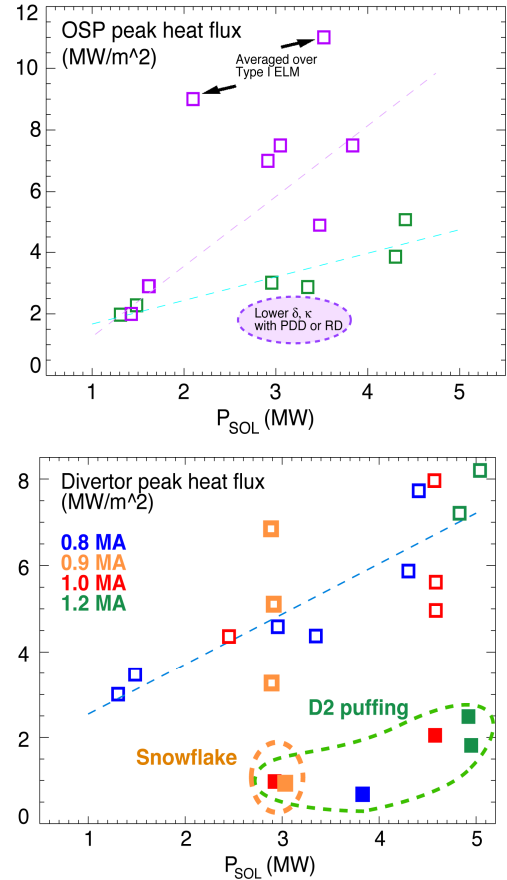 OSP peak heat flux
(MW/m^2)
Averaged over
Type I ELM
Lower δ, κ
with PDD or RD
12
10
8
6
4
2
0
1 2 3 4 5
P_SOL (MW)
Divertor peak heat flux
(MW/m^2)
0.8 MA
0.9 MA
1.0 MA
1.2 MA
D2 puffing
Snowflake
8
6
4
2
0
1 2 3 4 5
P_SOL (MW)